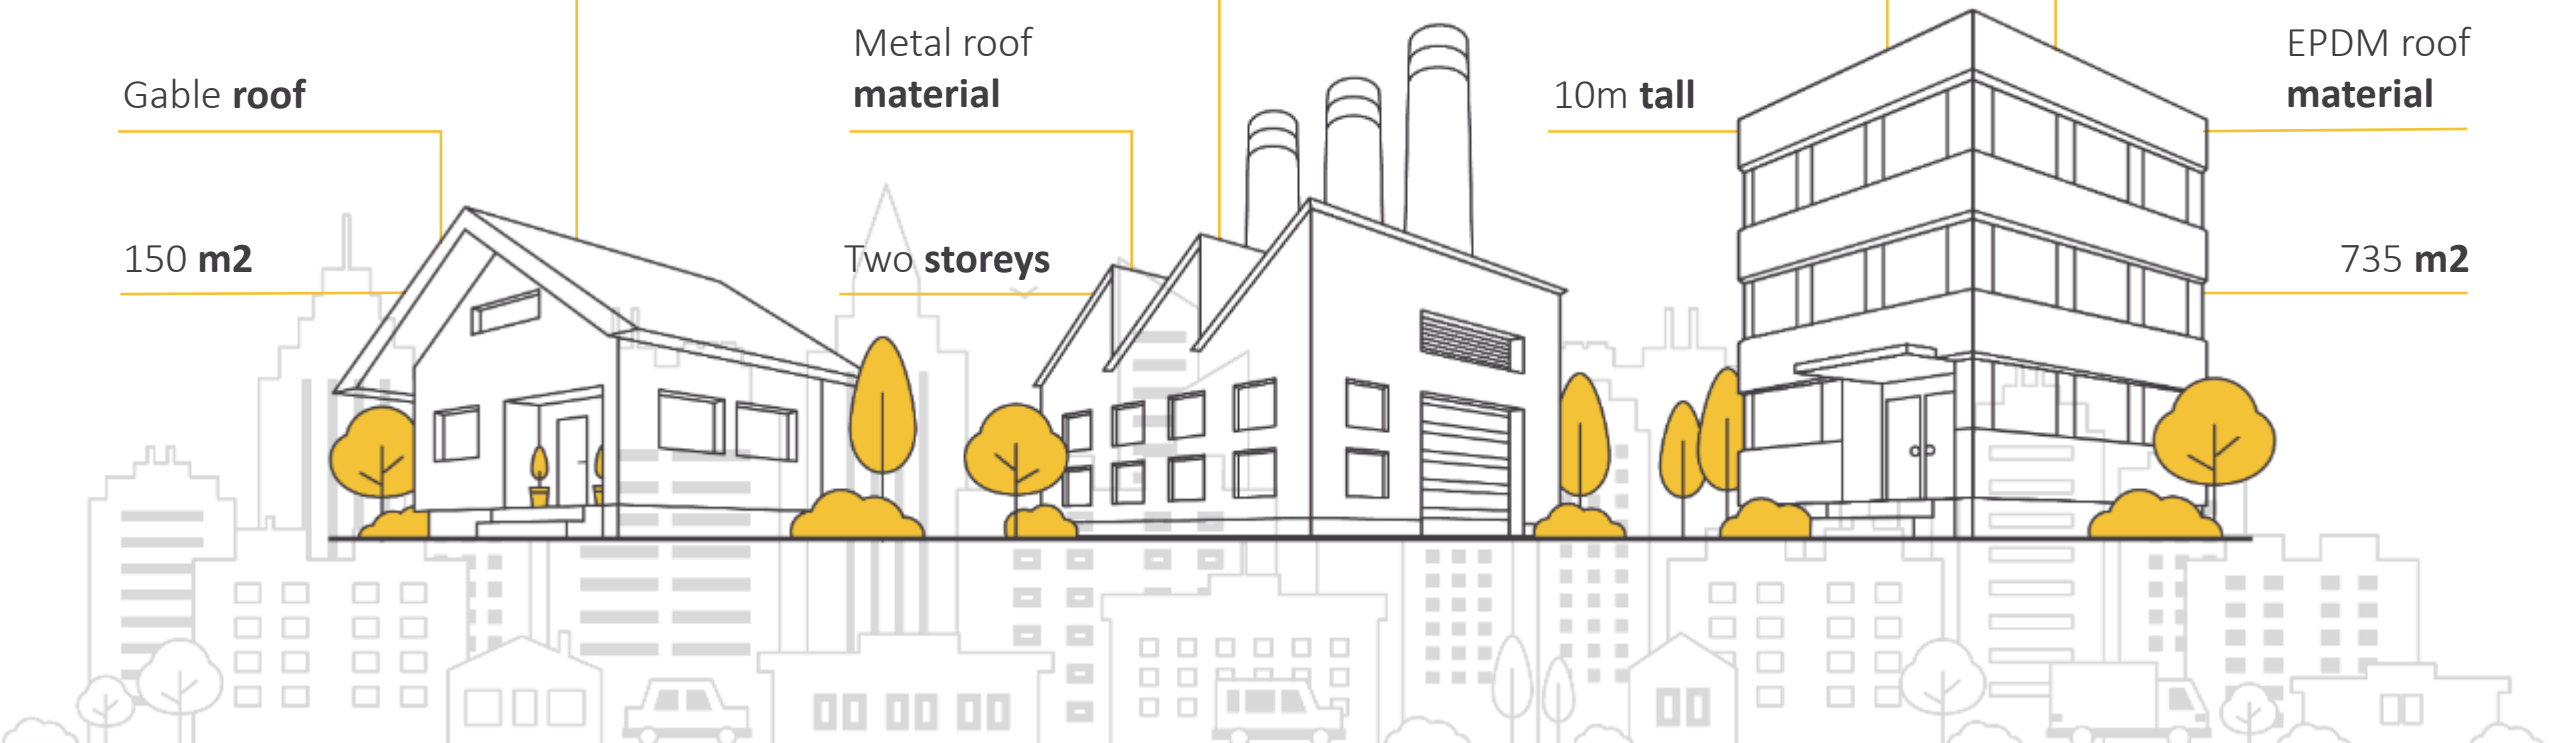 Gable roof
150 m2
Metal roof
material
Two storeys
10m tall
EPDM roof
material
735 m2